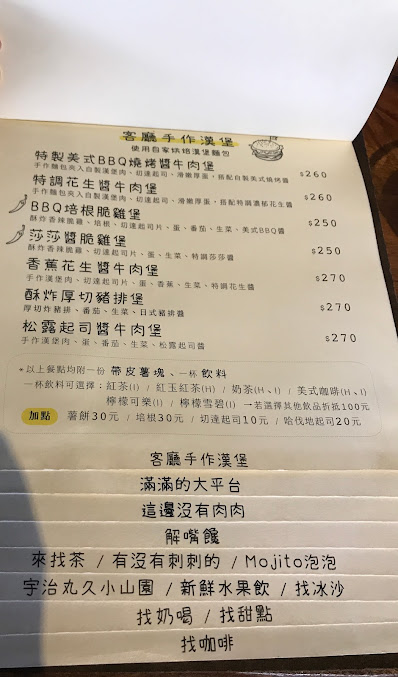 客廳手作漢堡
使用自家烘焙漢堡麵包
特製美式BBQ燒烤醬牛肉堡 $260
手作麵包夾入自製漢堡肉、切達起司、滑嫩厚蛋，搭配自製美式燒烤醬
特調花生醬牛肉堡 $260
手作麵包夾入自製漢堡肉、切達起司、滑嫩厚蛋，搭配特調濃郁花生醬
BBQ培根脆雞堡 $250
酥炸香辣脆雞、培根、切達起司片、蛋、番茄、生菜、美式BBQ醬
莎莎醬脆雞堡 $250
酥炸香辣脆雞、切達起司片、蛋、生菜、特調莎莎醬
香蕉花生醬牛肉堡 $270
手作漢堡肉、切達起司片、蛋、香蕉、生菜、特調花生醬
酥炸厚切豬排堡 $270
厚切炸豬排、番茄、生菜、日式豬排醬
松露起司醬牛肉堡 $270
手作漢堡肉、蛋、番茄、生菜、松露起司醬
*以上餐點均附一份 帶皮薯塊、一杯 飲料
一杯飲料可選擇：紅茶(I) / 紅玉紅茶(H) / 奶茶(H、I) / 美式咖啡(H、I)
檸檬可樂(I) / 檸檬雪碧(I) →若選擇其他飲品折抵100元
加點 薯餅30元 / 培根30元 / 切達起司10元 / 哈伐地起司20元
客廳手作漢堡
滿滿的大平台
這邊沒有肉肉
解嘴饞
來找茶 / 有沒有刺刺的 / Mojito泡泡
宇治丸久小山園 / 新鮮水果飲 / 找冰沙
找奶喝 / 找甜點
找咖啡